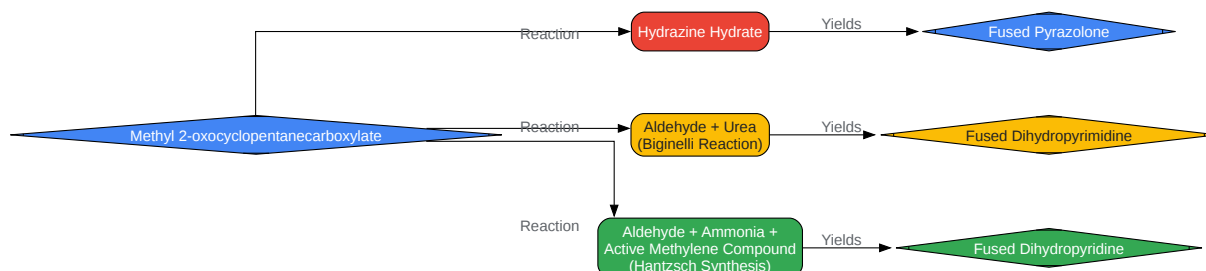 Reaction
Hydrazine Hydrate
Yields
Fused Pyrazolone
Methyl 2-oxocyclopentanecarboxylate
Reaction
Aldehyde + Urea
(Biginelli Reaction)
Yields
Fused Dihydropyrimidine
Reaction
Aldehyde + Ammonia +
Active Methylene Compound
(Hantzsch Synthesis)
Yields
Fused Dihydropyridine